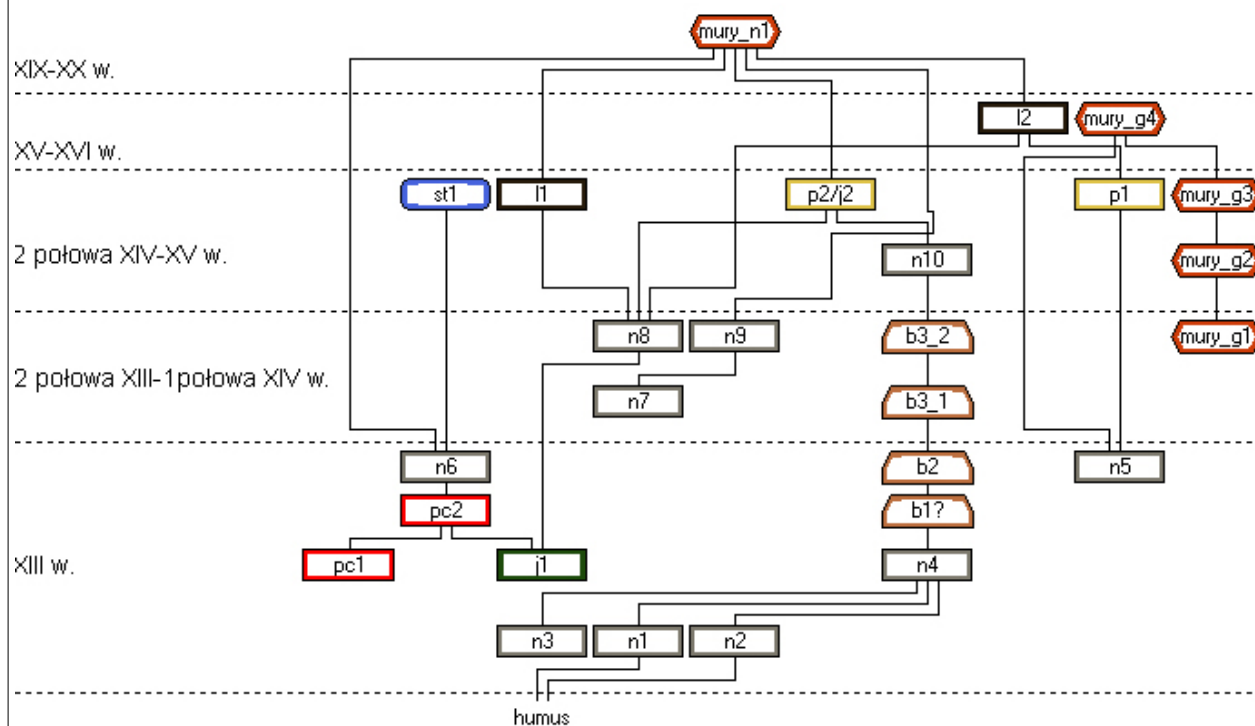 mury_n1
XIX-XX w.
l2
mury_g4
XV-XVI w.
st1
l1
p2/j2
p1
mury_g3
2 połowa XIV-XV w.
n10
mury_g2
n8
n9
b3_2
mury_g1
2 połowa XIII-1połowa XIV w.
n7
b3_1
n6
b2
n5
pc2
b1?
XIII w.
pc1
j1
n4
n3
n1
n2
humus